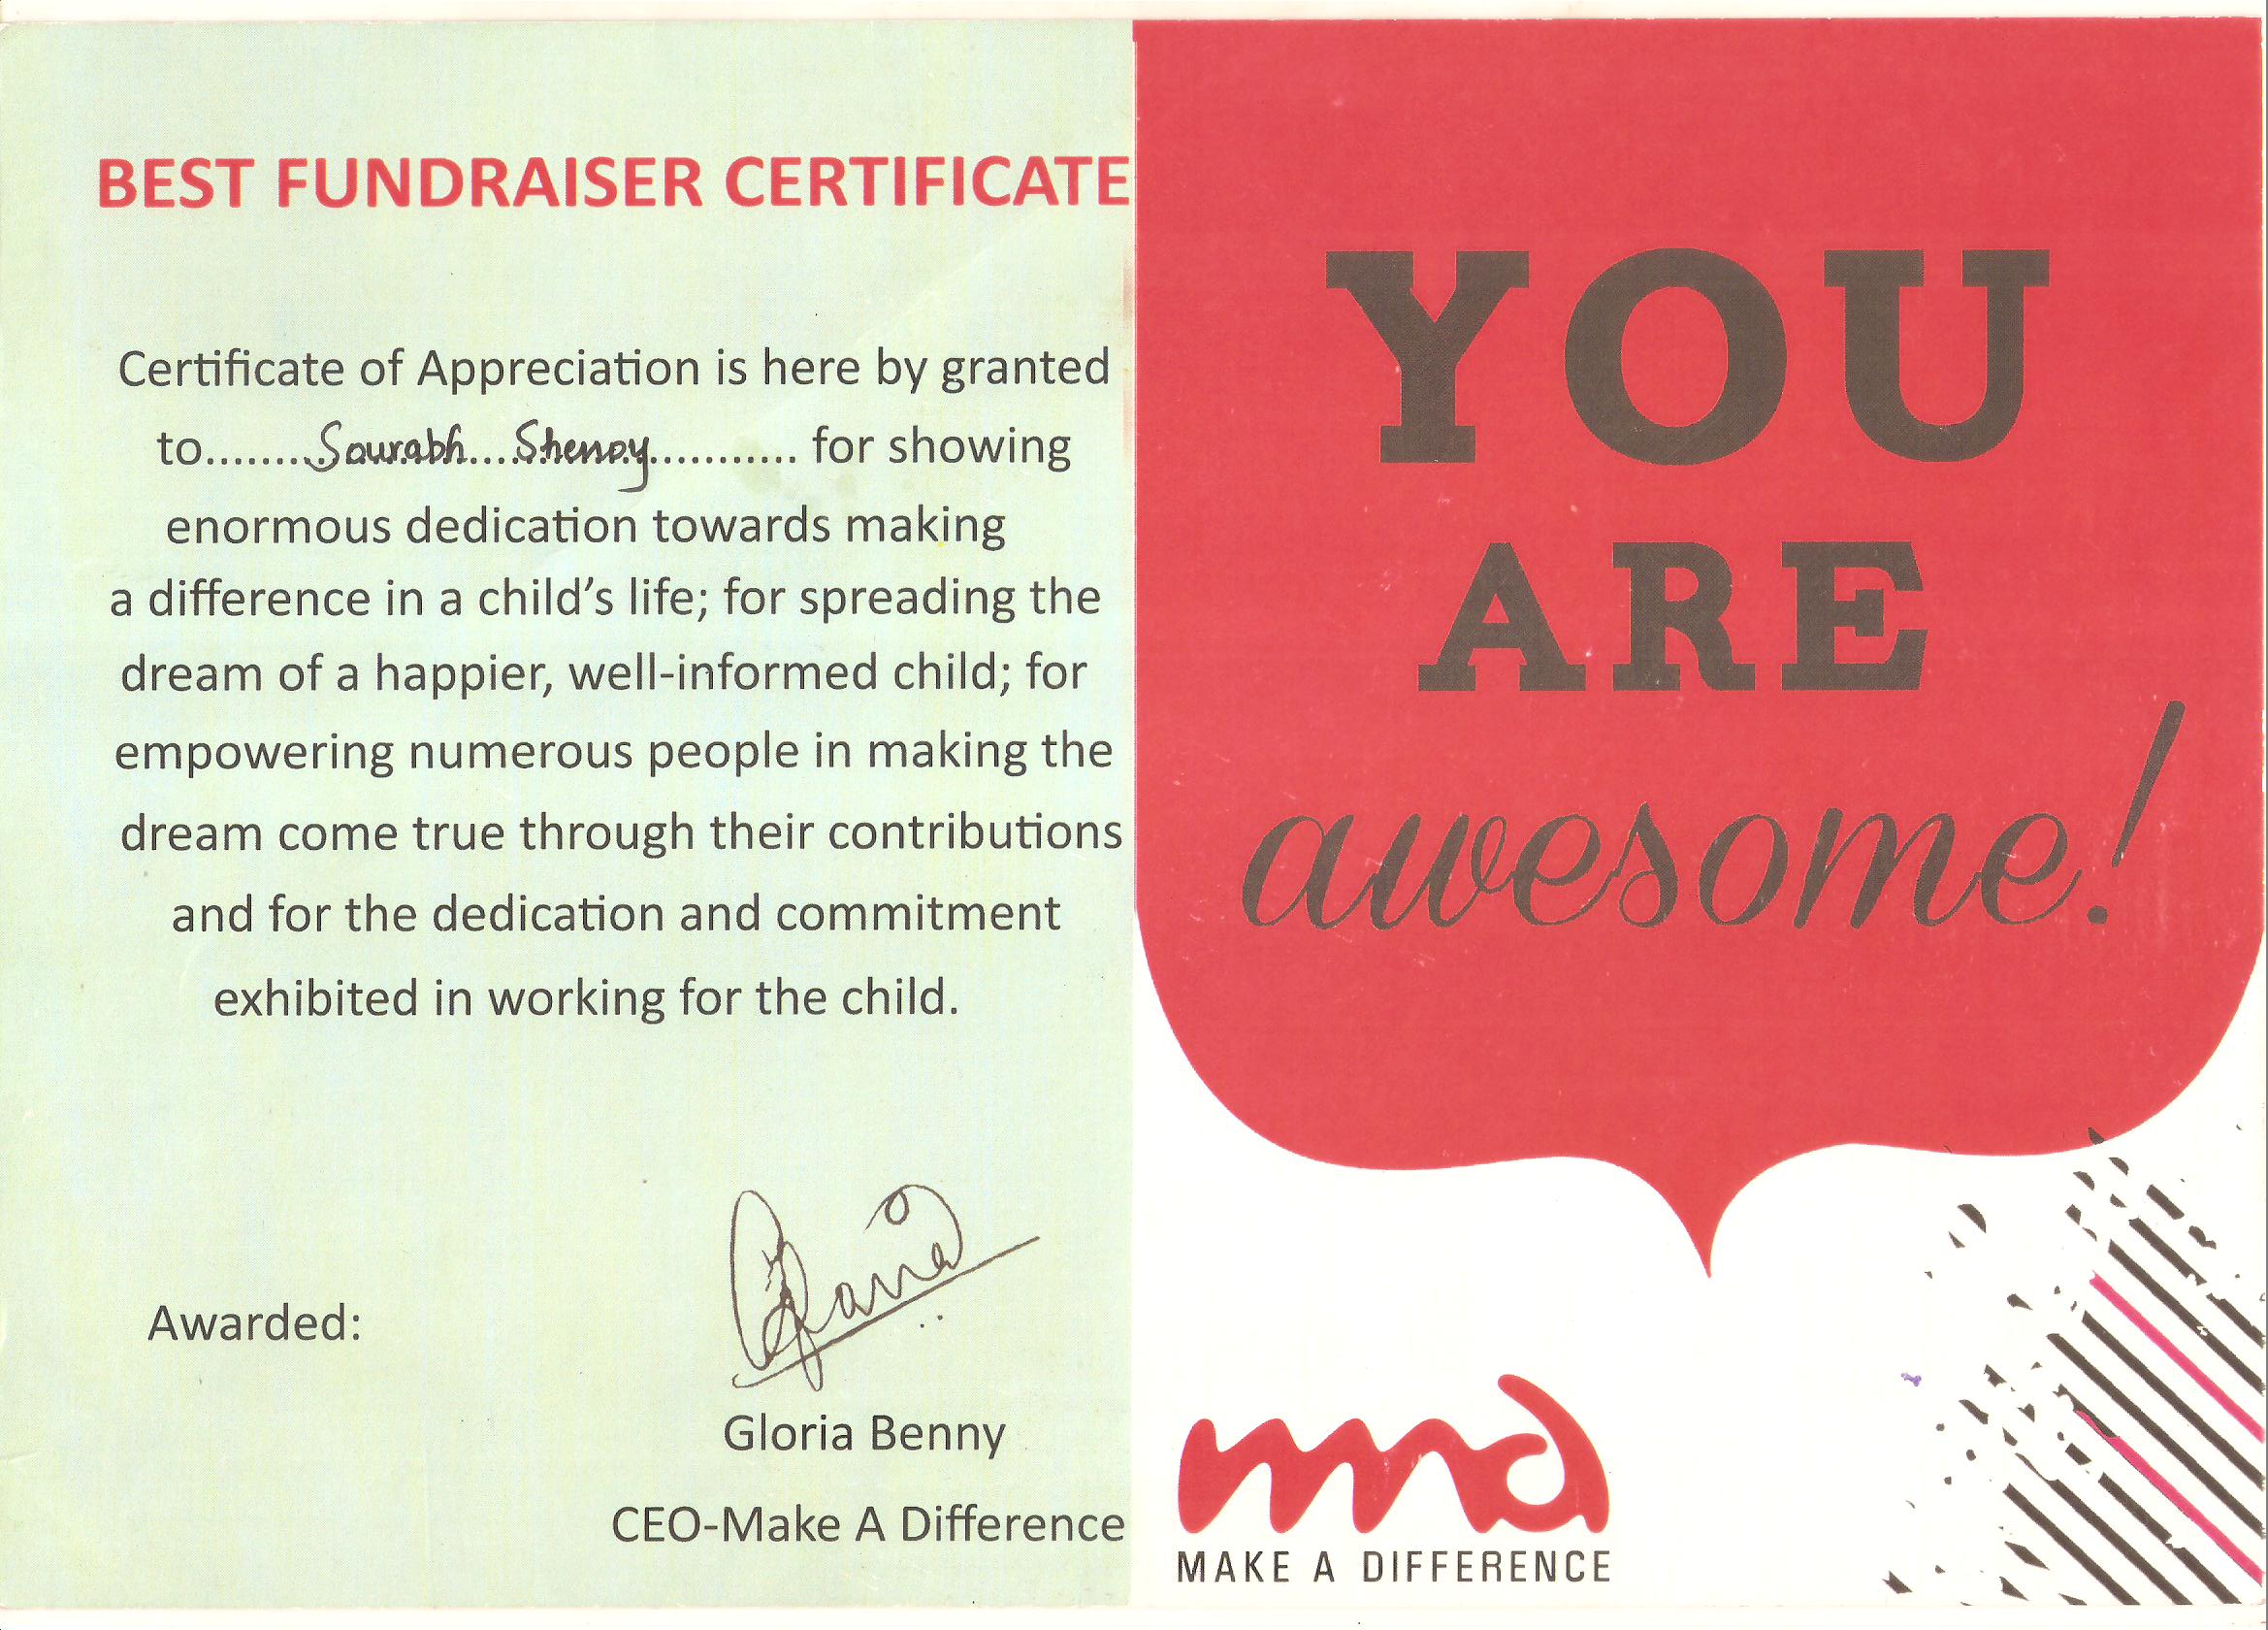 BEST FUNDRAISER CERTIFICATE
Certificate of Appreciation is here by granted
to.......Sourabh....Shenoy........... for showing
enormous dedication towards making
a difference in a child's life; for spreading the
dream of a happier, well-informed child; for
empowering numerous people in making the
dream come true through their contributions
and for the dedication and commitment
exhibited in working for the child.
Awarded:
Gloria Benny
CEO-Make A Difference
YOU
ARE
awesome!
mad
MAKE A DIFFERENCE